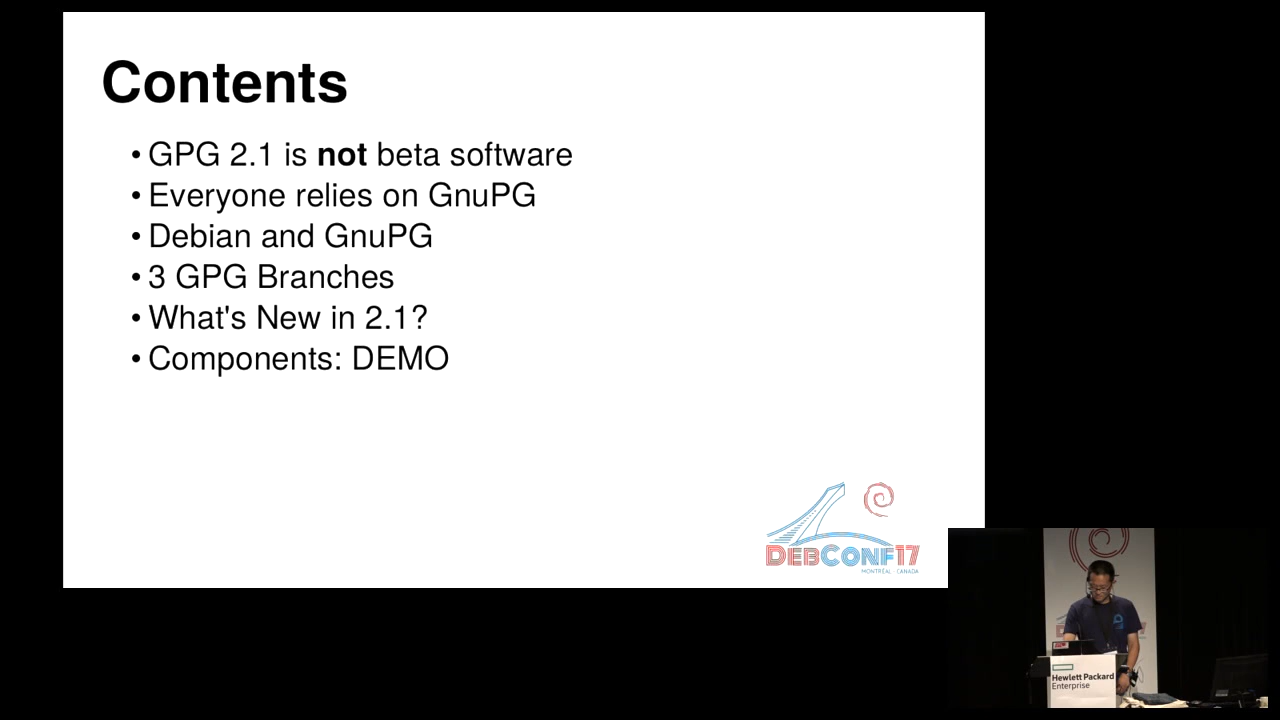 Contents
• GPG 2.1 is not beta software
• Everyone relies on GnuPG
• Debian and GnuPG
• 3 GPG Branches
• What's New in 2.1?
• Components: DEMO
DEBCONF17
MONTRÉAL CANADA
Hewlett Packard
Enterprise